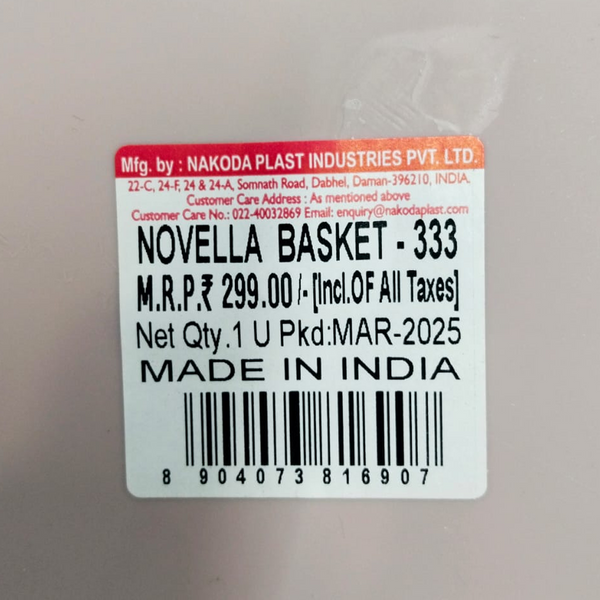 Mfg. by : NAKODA PLAST INDUSTRIES PVT. LTD.
22-C, 24-F, 24 & 24-A, Somnath Road, Dabhel, Daman-396210, INDIA.
Customer Care Address : As mentioned above
Customer Care No.: 022-40032869 Email: enquiry@nakodaplast.com
NOVELLA BASKET - 333
M.R.P.₹ 299.00/- [Incl.OF All Taxes]
Net Qty.1 U Pkd:MAR-2025
MADE IN INDIA
8 904073 816907